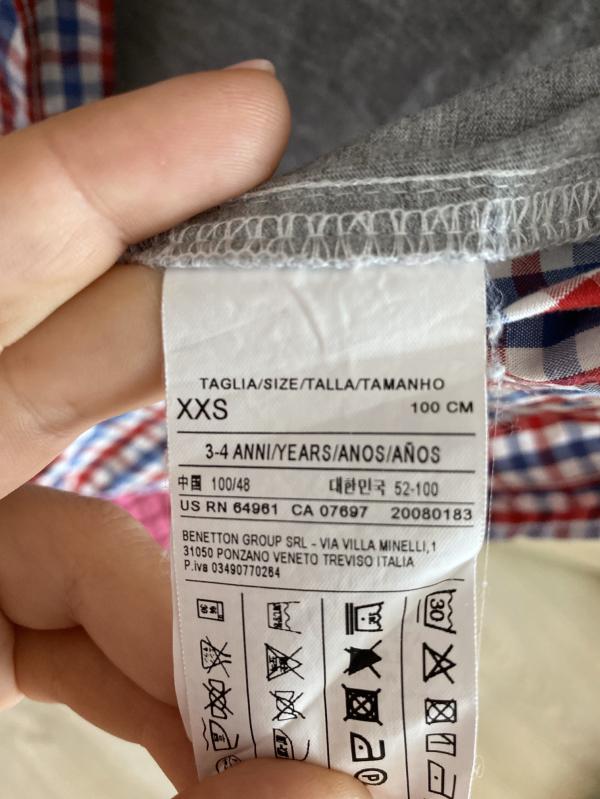 TAGLIA/SIZE/TALLA/TAMANHO
XXS 100 CM
3-4 ANNI/YEARS/ANOS/AÑOS
中国 100/48 대한민국 52-100
US RN 64961 CA 07697 20080183
BENETTON GROUP SRL - VIA VILLA MINELLI,1
31050 PONZANO VENETO TREVISO ITALIA
P.iva 03490770264
30
P